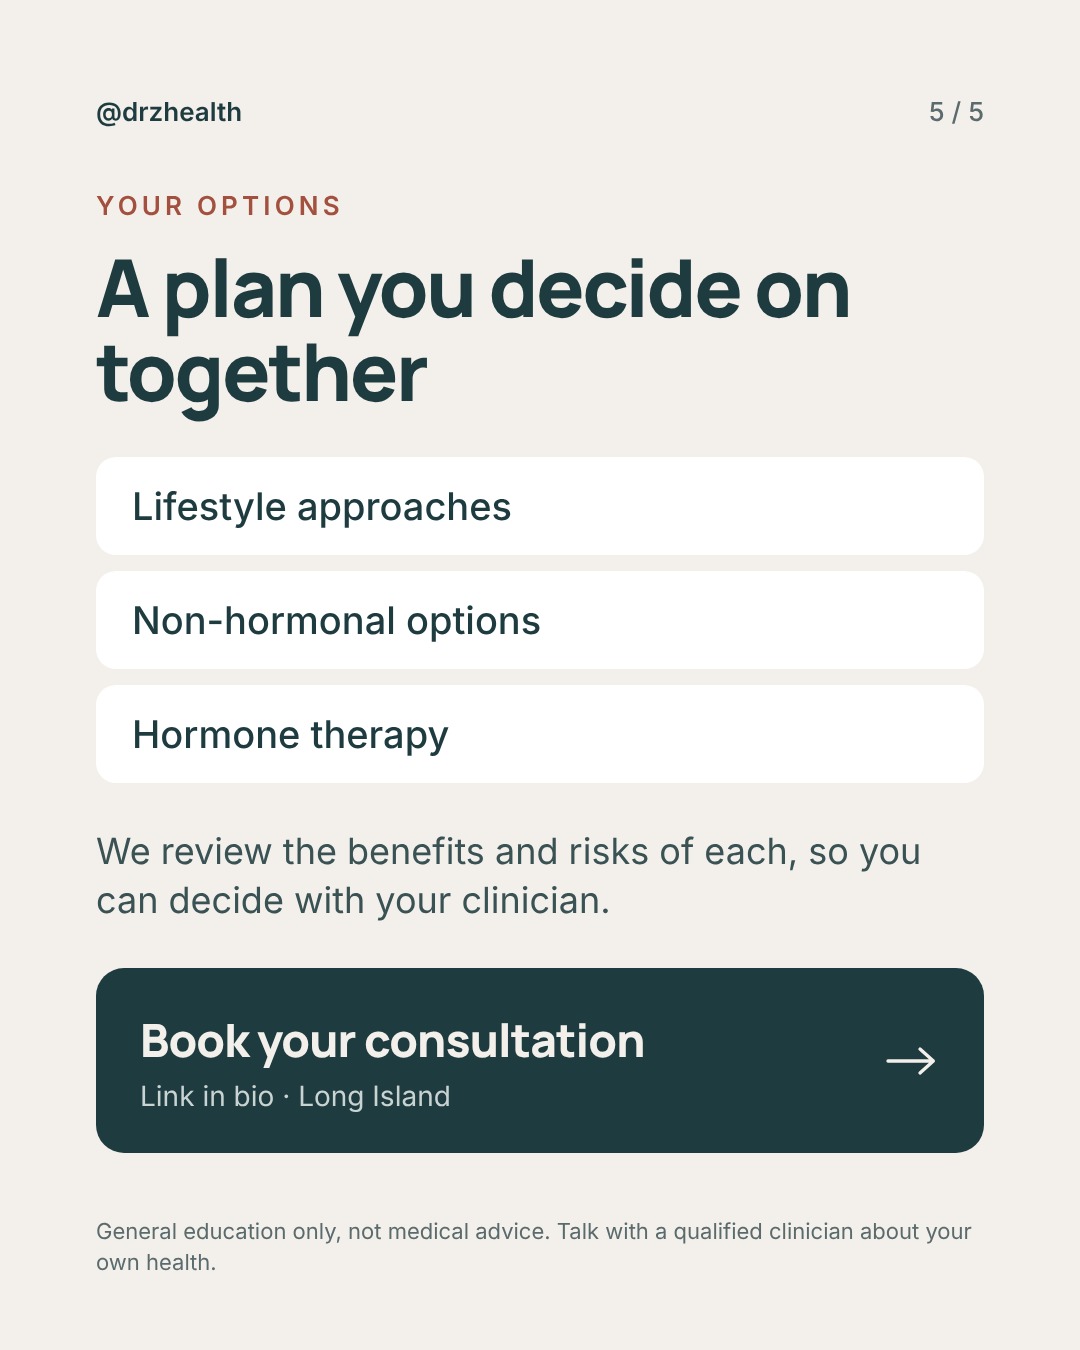 @drzhealth
5 / 5
YOUR OPTIONS
A plan you decide on
together
Lifestyle approaches
Non-hormonal options
Hormone therapy
We review the benefits and risks of each, so you
can decide with your clinician.
Book your consultation
Link in bio · Long Island
General education only, not medical advice. Talk with a qualified clinician about your
own health.